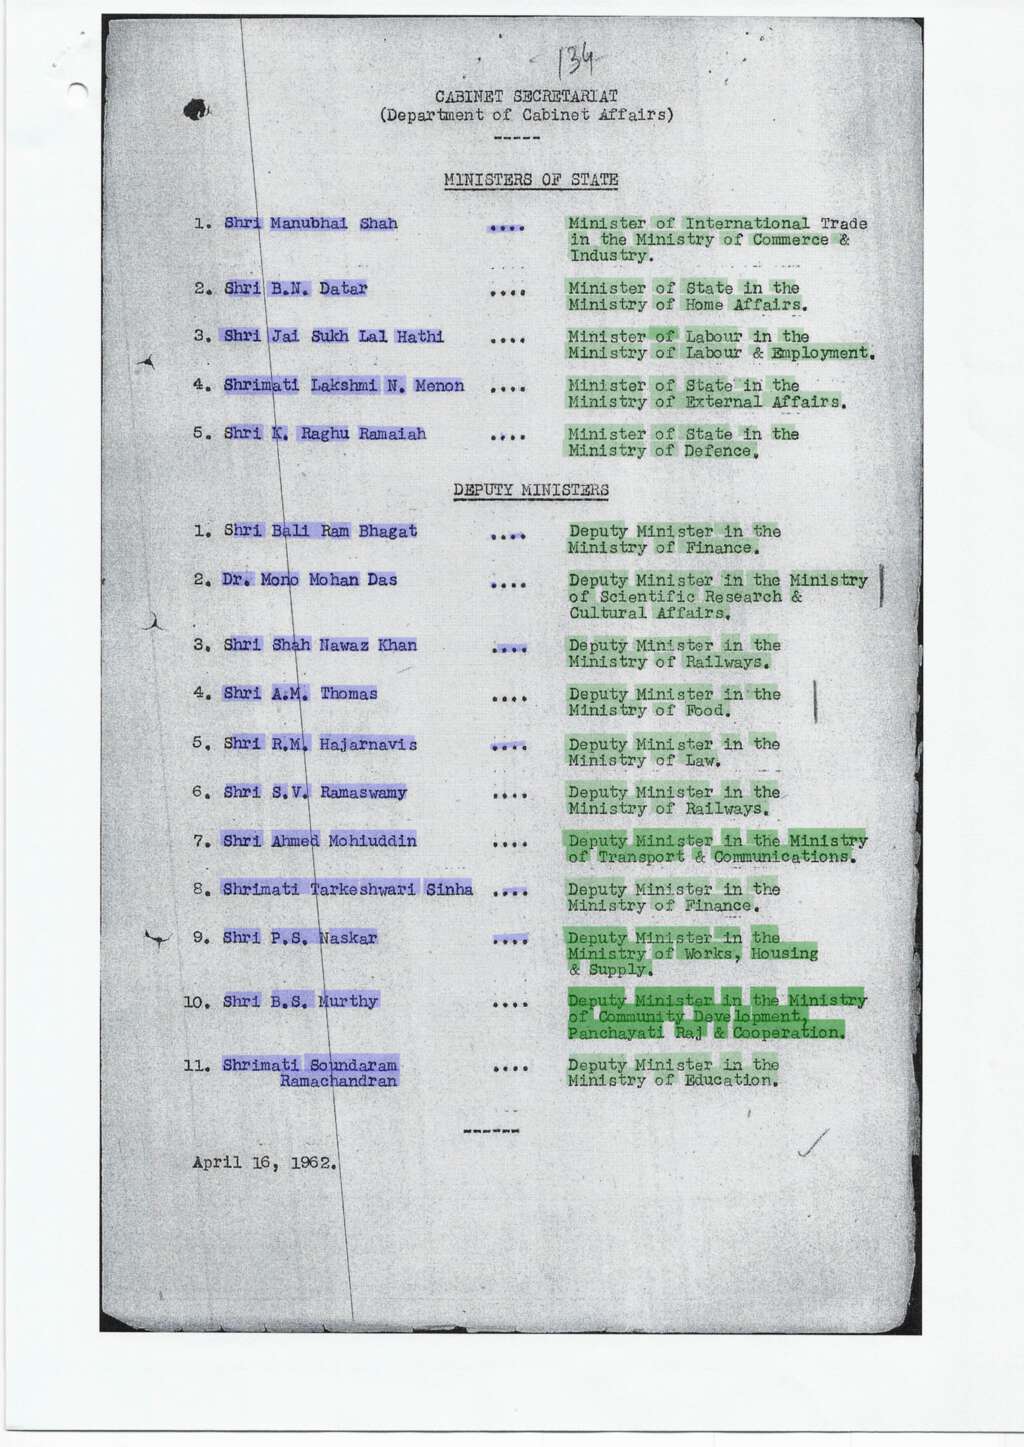 134
CABINET SECRETARIAT
(Department of Cabinet Affairs)
-----
MINISTERS OF STATE
1. Shri Manubhai Shah .... Minister of International Trade
in the Ministry of Commerce &
Industry.
2. Shri B.N. Datar .... Minister of State in the
Ministry of Home Affairs.
3. Shri Jai Sukh Lal Hathi .... Minister of Labour in the
Ministry of Labour & Employment.
4. Shrimati Lakshmi N. Menon .... Minister of State in the
Ministry of External Affairs.
5. Shri K. Raghu Ramaiah .... Minister of State in the
Ministry of Defence.
DEPUTY MINISTERS
1. Shri Bali Ram Bhagat .... Deputy Minister in the
Ministry of Finance.
2. Dr. Mono Mohan Das .... Deputy Minister in the Ministry
of Scientific Research &
Cultural Affairs.
3. Shri Shah Nawaz Khan .... Deputy Minister in the
Ministry of Railways.
4. Shri A.M. Thomas .... Deputy Minister in the
Ministry of Food.
5. Shri R.M. Hajarnavis .... Deputy Minister in the
Ministry of Law.
6. Shri S.V. Ramaswamy .... Deputy Minister in the
Ministry of Railways.
7. Shri Ahmed Mohiuddin .... Deputy Minister in the Ministry
of Transport & Communications.
8. Shrimati Tarkeshwari Sinha .... Deputy Minister in the
Ministry of Finance.
9. Shri P.S. Naskar .... Deputy Minister in the
Ministry of Works, Housing
& Supply.
10. Shri B.S. Murthy .... Deputy Minister in the Ministry
of Community Development,
Panchayati Raj & Cooperation.
11. Shrimati Soundaram .... Deputy Minister in the
Ramachandran Ministry of Education.
------
April 16, 1962.